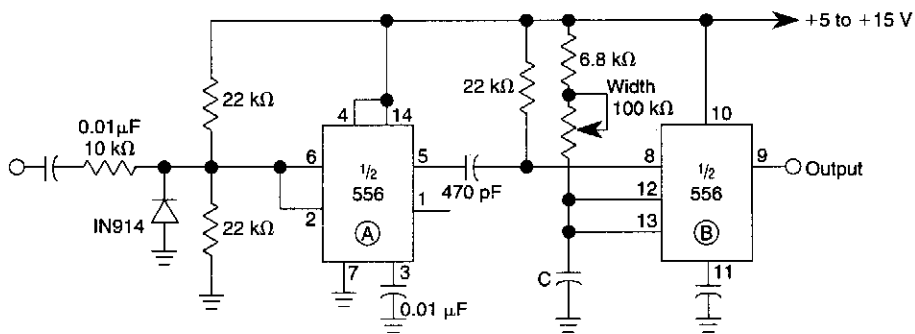 +5 to +15 V
6.8 kΩ
Width
100 kΩ
22 kΩ
22 kΩ
4
14
10
0.01µF
10 kΩ
6
5
8
9
Output
1/2
556
A
470 pF
1/2
556
B
12
1
2
13
IN914
22 kΩ
7
3
C
11
0.01 µF